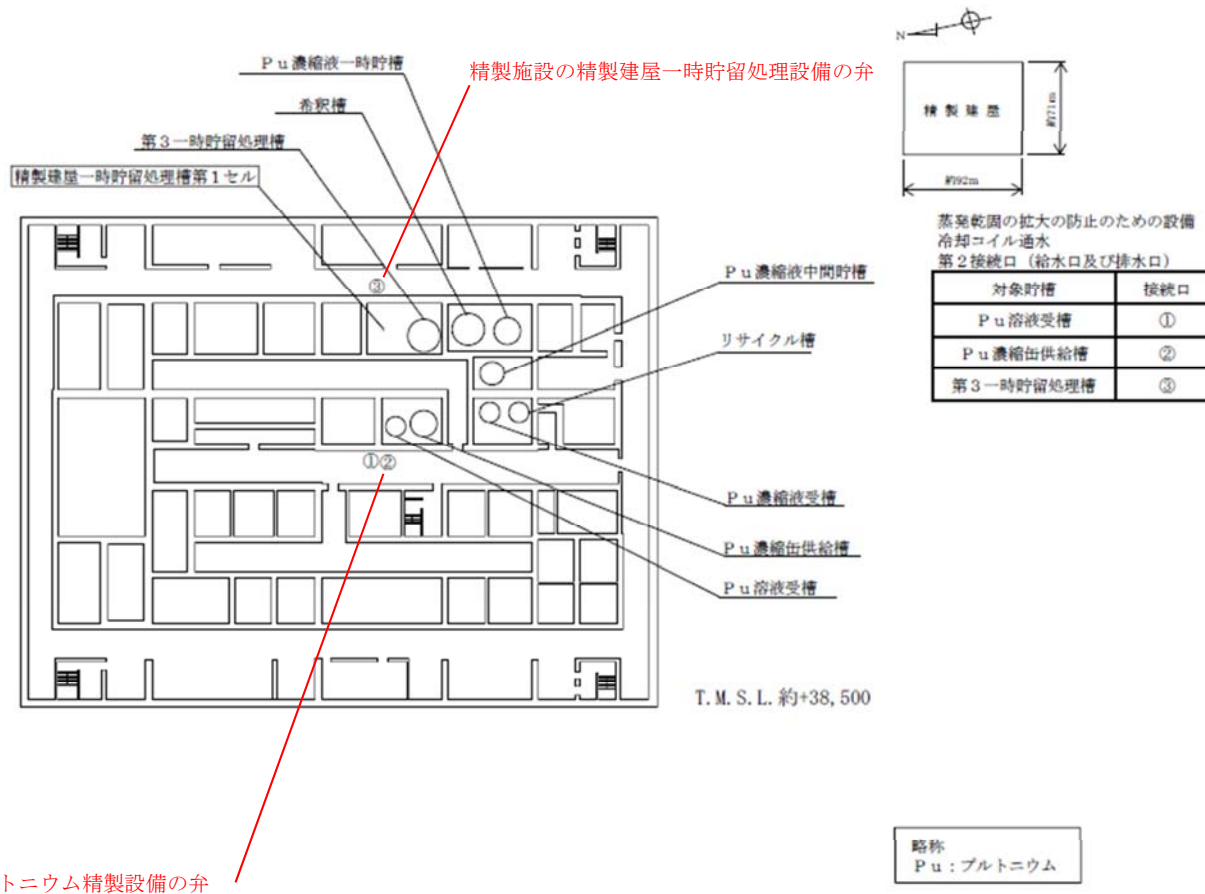 Ｐｕ濃縮液一時貯槽
精製施設の精製建屋一時貯留処理設備の弁
希釈槽
第３一時貯留処理槽
精製建屋一時貯留処理槽第１セル
N
精製建屋
約71m
約92m
蒸発乾固の拡大の防止のための設備
冷却コイル通水
第２接続口（給水口及び排水口）
対象貯槽 接続口
Ｐｕ溶液受槽 ①
Ｐｕ濃縮缶供給槽 ②
第３一時貯留処理槽 ③
③
Ｐｕ濃縮液中間貯槽
リサイクル槽
①②
Ｐｕ濃縮液受槽
Ｐｕ濃縮缶供給槽
Ｐｕ溶液受槽
T.M.S.L.約+38,500
略称
Ｐｕ：プルトニウム
トニウム精製設備の弁